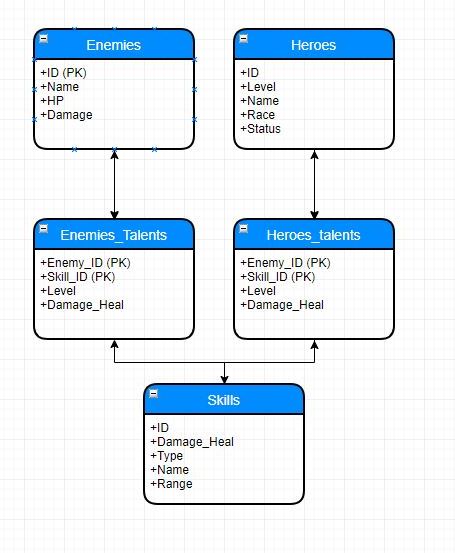 Enemies
+ID (PK)
+Name
+HP
+Damage
Heroes
+ID
+Level
+Name
+Race
+Status
Enemies_Talents
+Enemy_ID (PK)
+Skill_ID (PK)
+Level
+Damage_Heal
Heroes_talents
+Enemy_ID (PK)
+Skill_ID (PK)
+Level
+Damage_Heal
Skills
+ID
+Damage_Heal
+Type
+Name
+Range